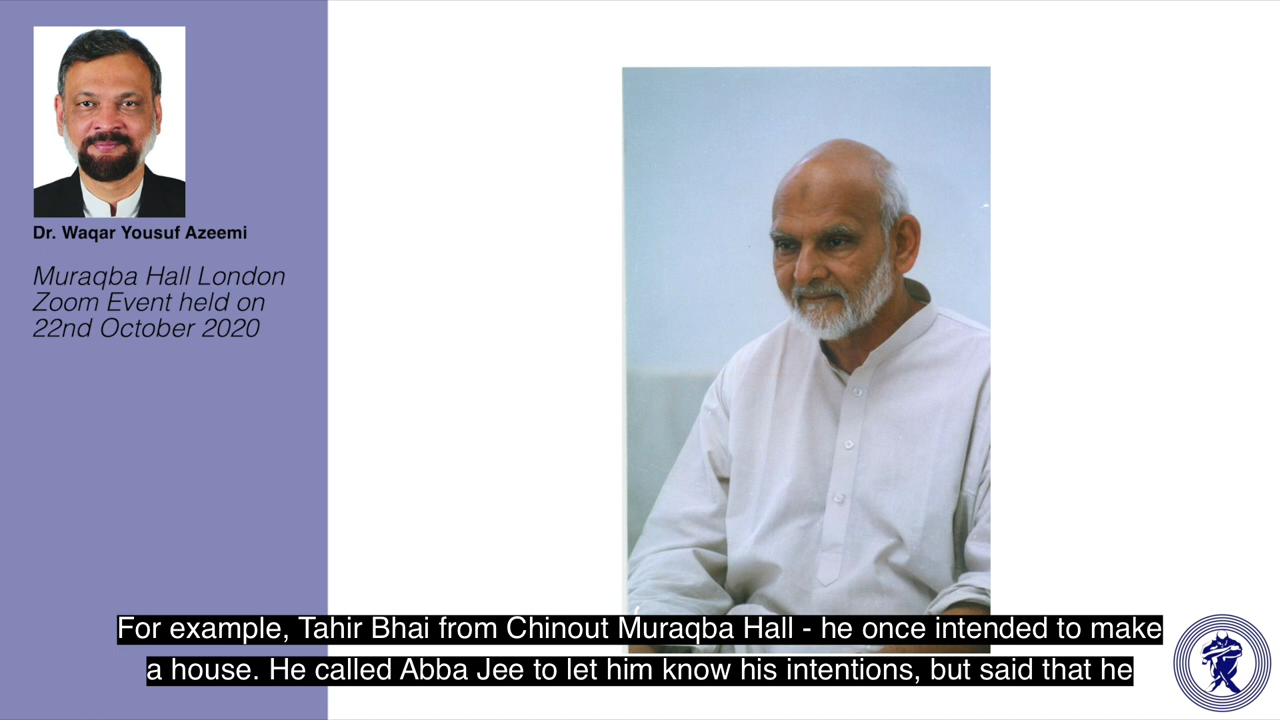 Dr. Waqar Yousuf Azeemi
Muraqba Hall London
Zoom Event held on
22nd October 2020
For example, Tahir Bhai from Chinout Muraqba Hall - he once intended to make
a house. He called Abba Jee to let him know his intentions, but said that he